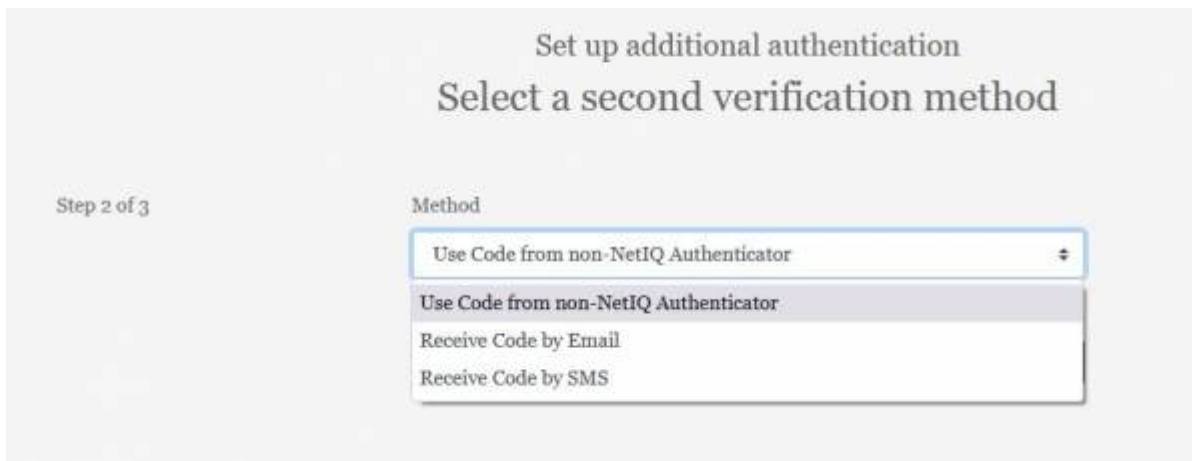 Set up additional authentication
Select a second verification method
Step 2 of 3
Method
Use Code from non-NetIQ Authenticator
Use Code from non-NetIQ Authenticator
Receive Code by Email
Receive Code by SMS